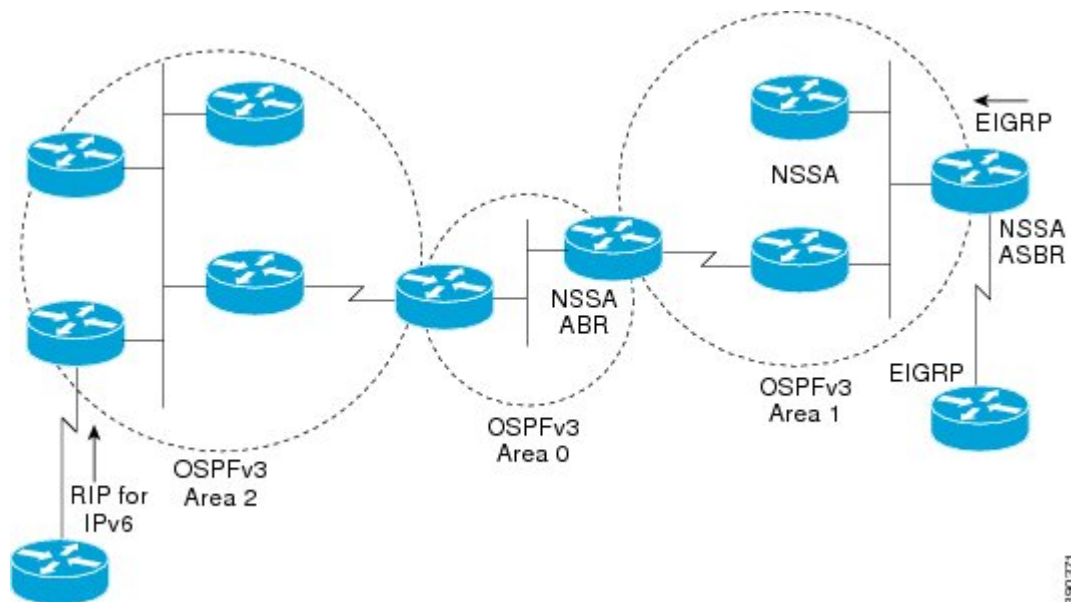 EIGRP
NSSA
NSSA
ASBR
NSSA
ABR
EIGRP
OSPFv3
Area 1
OSPFv3
Area 0
OSPFv3
Area 2
RIP for
IPv6
390371